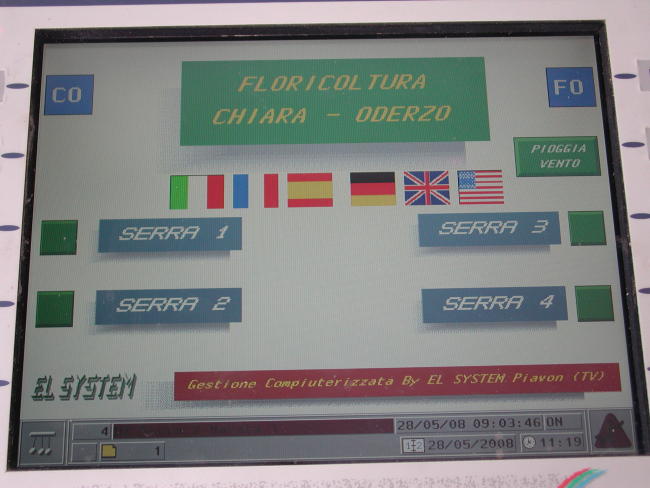 CO
FLORICOLTURA
CHIARA - ODERZO
FO
PIOGGIA
VENTO
SERRA 1
SERRA 3
SERRA 2
SERRA 4
EL SYSTEM
Gestione Compiuterizzata By EL SYSTEM Piavon (TV)
4
28/05/08 09:03:46 ON
1
28/05/2008
11:19